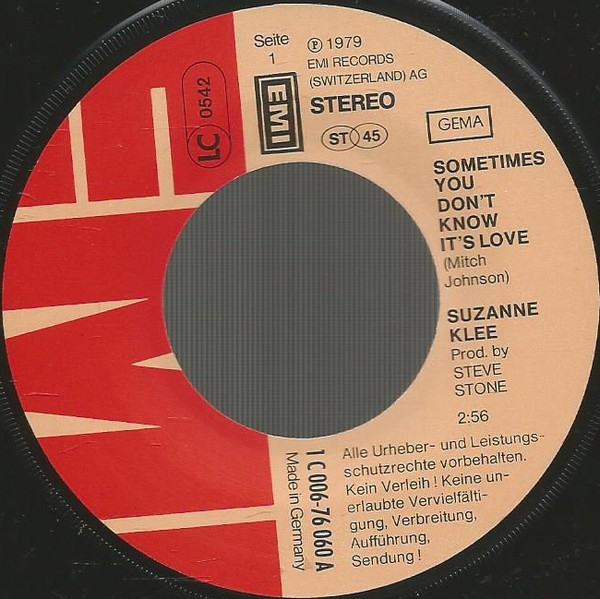 Seite
1
℗ 1979
EMI RECORDS
(SWITZERLAND) AG
STEREO
ST 45
LC 0542
EMI
GEMA
SOMETIMES
YOU
DON'T
KNOW
IT'S LOVE
(Mitch
Johnson)
SUZANNE
KLEE
Prod. by
STEVE
STONE
2:56
Alle Urheber- und Leistungs-
schutzrechte vorbehalten.
Kein Verleih! Keine un-
erlaubte Vervielfälti-
gung, Verbreitung,
Aufführung,
Sendung!
1 C 006-76 060 A
Made in Germany
EMI